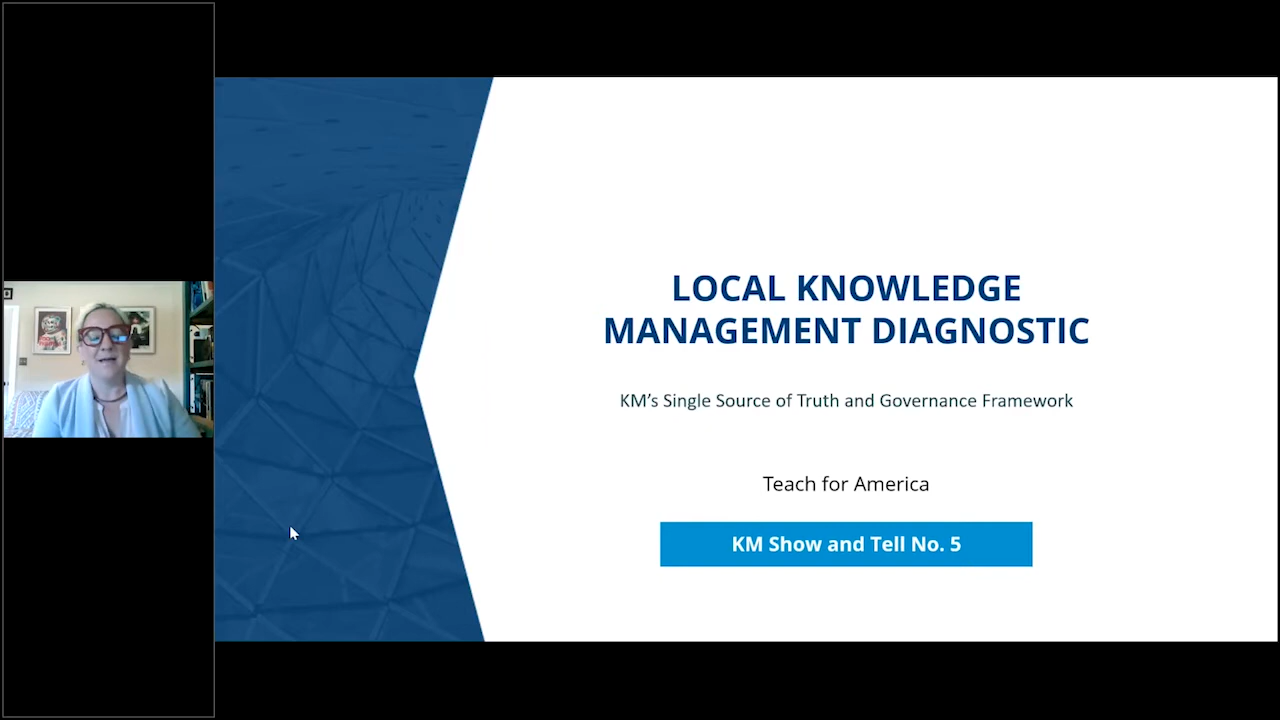 LOCAL KNOWLEDGE
MANAGEMENT DIAGNOSTIC
KM’s Single Source of Truth and Governance Framework
Teach for America
KM Show and Tell No. 5